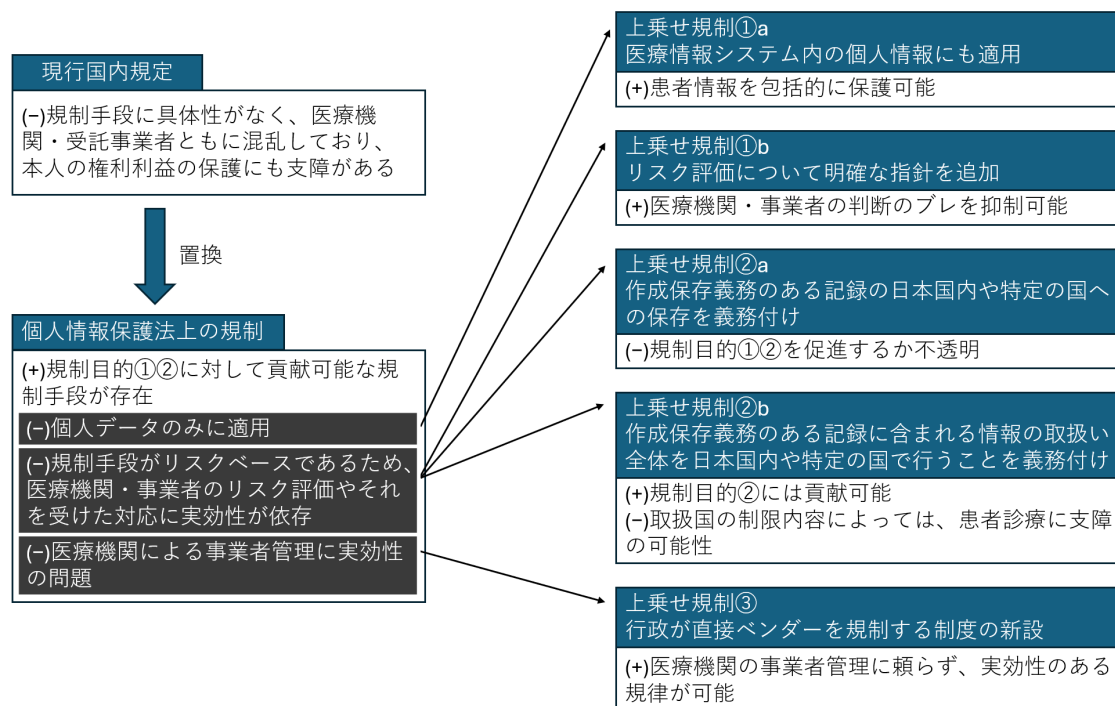 現行国内規定
(−)規制手段に具体性がなく、医療機
関・受託事業者ともに混乱しており、
本人の権利利益の保護にも支障がある
置換
個人情報保護法上の規制
(+)規制目的①②に対して貢献可能な規
制手段が存在
(−)個人データのみに適用
(−)規制手段がリスクベースであるため、
医療機関・事業者のリスク評価やそれ
を受けた対応に実効性が依存
(−)医療機関による事業者管理に実効性
の問題
上乗せ規制①a
医療情報システム内の個人情報にも適用
(+)患者情報を包括的に保護可能
上乗せ規制①b
リスク評価について明確な指針を追加
(+)医療機関・事業者の判断のブレを抑制可能
上乗せ規制②a
作成保存義務のある記録の日本国内や特定の国へ
の保存を義務付け
(−)規制目的①②を促進するか不透明
上乗せ規制②b
作成保存義務のある記録に含まれる情報の取扱い
全体を日本国内や特定の国で行うことを義務付け
(+)規制目的②には貢献可能
(−)取扱国の制限内容によっては、患者診療に支障
の可能性
上乗せ規制③
行政が直接ベンダーを規制する制度の新設
(+)医療機関の事業者管理に頼らず、実効性のある
規律が可能